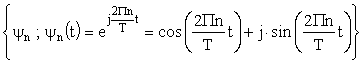 {ψn ; ψn(t) = e^(j (2Πn/T) t) = cos((2Πn/T) t) + j·sin((2Πn/T) t)}